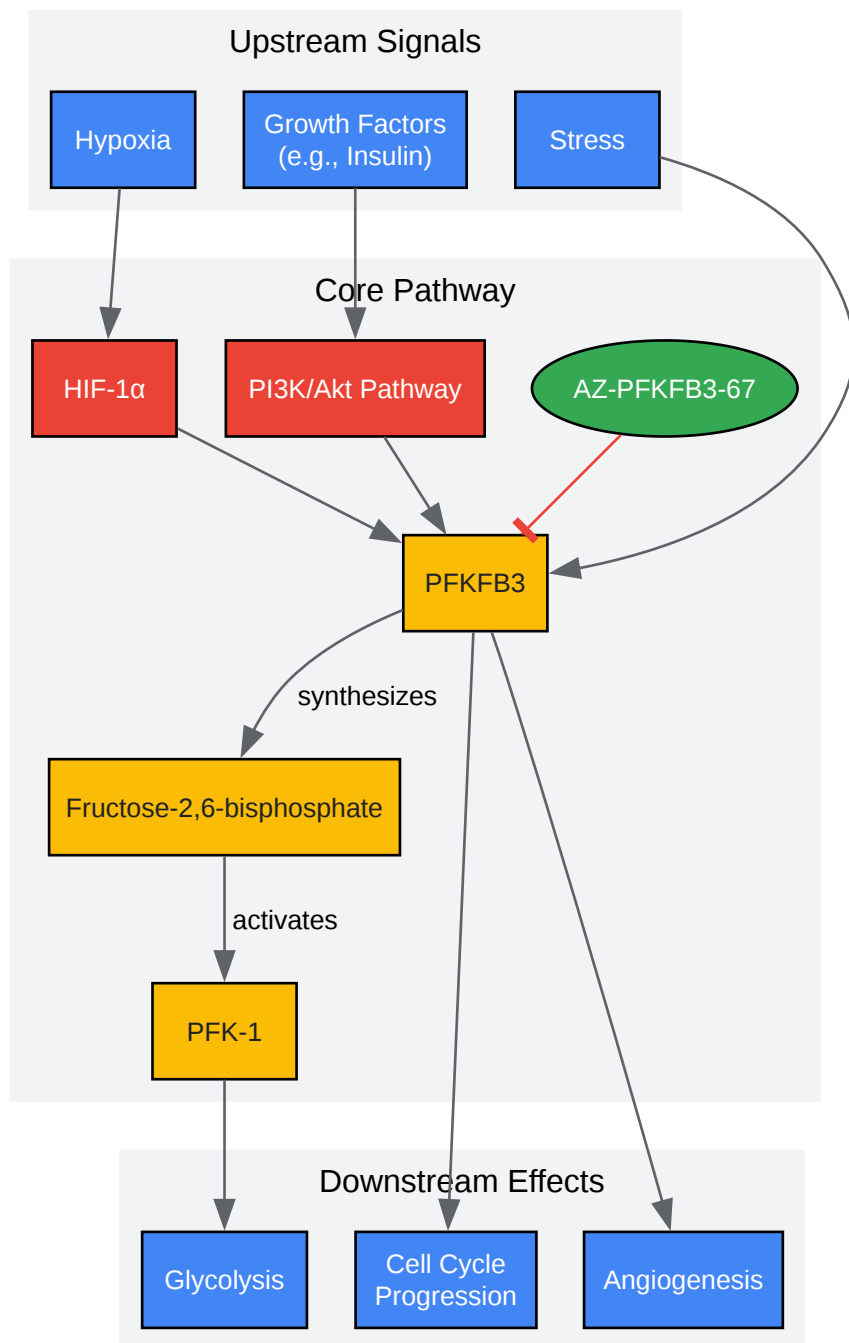 Upstream Signals
Hypoxia
Growth Factors
(e.g., Insulin)
Stress
Core Pathway
HIF-1α
PI3K/Akt Pathway
AZ-PFKFB3-67
PFKFB3
synthesizes
Fructose-2,6-bisphosphate
activates
PFK-1
Downstream Effects
Glycolysis
Cell Cycle
Progression
Angiogenesis